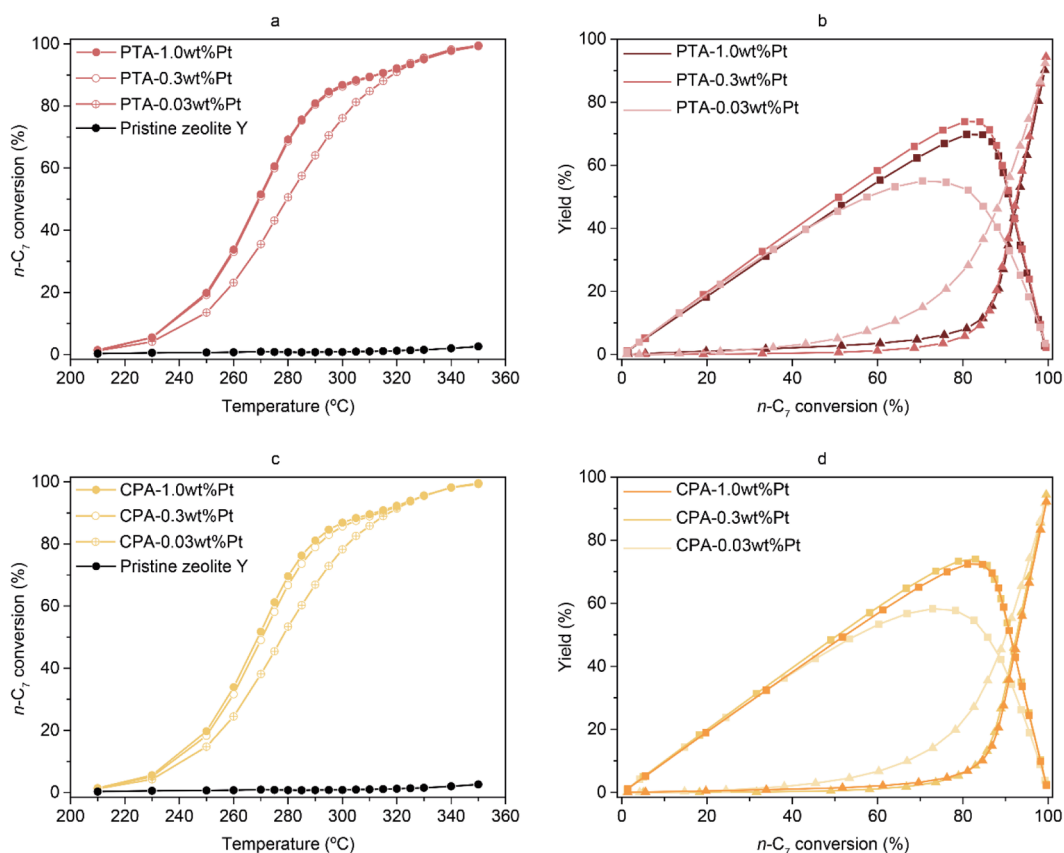 a
PTA-1.0wt%Pt
PTA-0.3wt%Pt
PTA-0.03wt%Pt
Pristine zeolite Y
n-C₇ conversion (%)
100
80
60
40
20
0
200 220 240 260 280 300 320 340 360
Temperature (ºC)
b
PTA-1.0wt%Pt
PTA-0.3wt%Pt
PTA-0.03wt%Pt
Yield (%)
100
80
60
40
20
0
0 20 40 60 80 100
n-C₇ conversion (%)
c
CPA-1.0wt%Pt
CPA-0.3wt%Pt
CPA-0.03wt%Pt
Pristine zeolite Y
n-C₇ conversion (%)
100
80
60
40
20
0
200 220 240 260 280 300 320 340 360
Temperature (ºC)
d
CPA-1.0wt%Pt
CPA-0.3wt%Pt
CPA-0.03wt%Pt
Yield (%)
100
80
60
40
20
0
0 20 40 60 80 100
n-C₇ conversion (%)